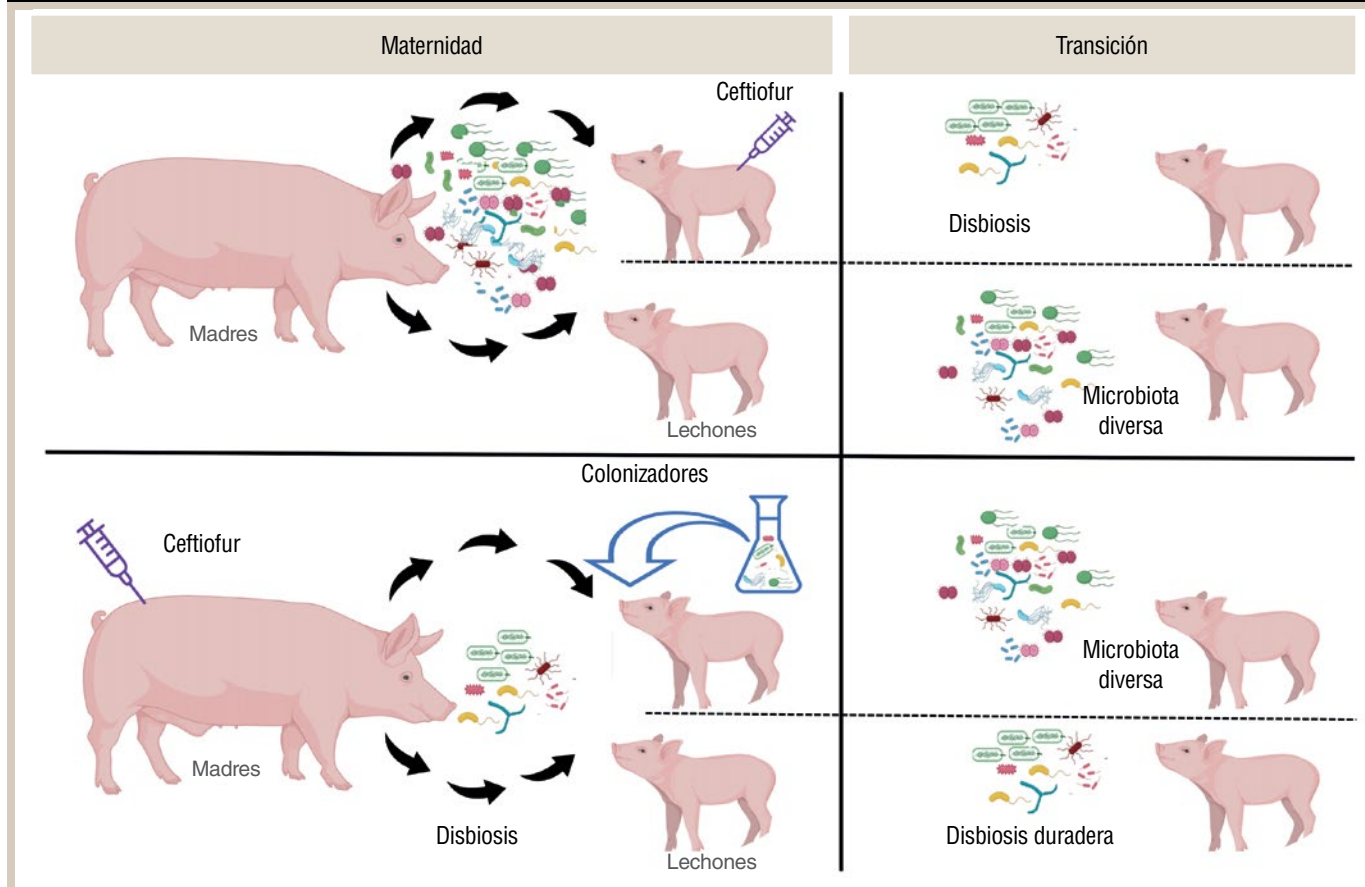 Maternidad
Transición
Ceftiofur
Disbiosis
Madres
Lechones
Microbiota
diversa
Colonizadores
Ceftiofur
Microbiota
diversa
Madres
Disbiosis
Lechones
Disbiosis duradera